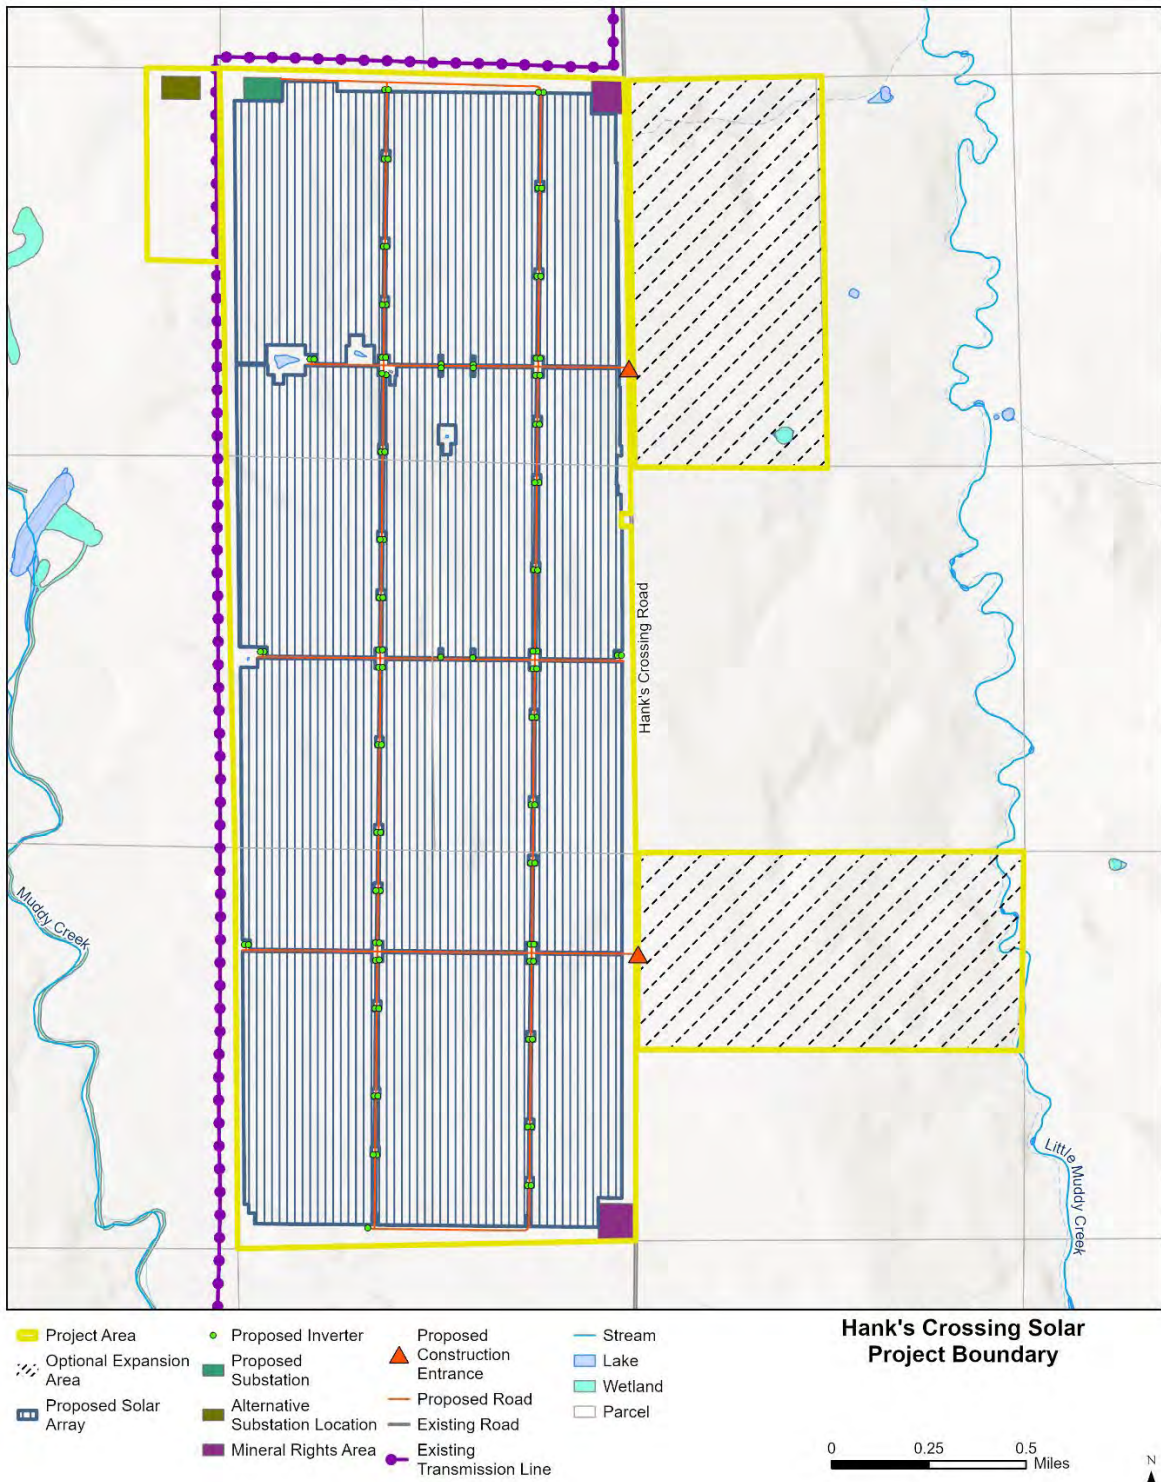 Hank's Crossing Road
Muddy Creek
Little Muddy Creek
Project Area
Optional Expansion
Area
Proposed Solar
Array
Proposed Inverter
Proposed
Substation
Alternative
Substation Location
Mineral Rights Area
Proposed
Construction
Entrance
Proposed Road
Existing Road
Existing
Transmission Line
Stream
Lake
Wetland
Parcel
Hank's Crossing Solar
Project Boundary
0 0.25 0.5
Miles
N